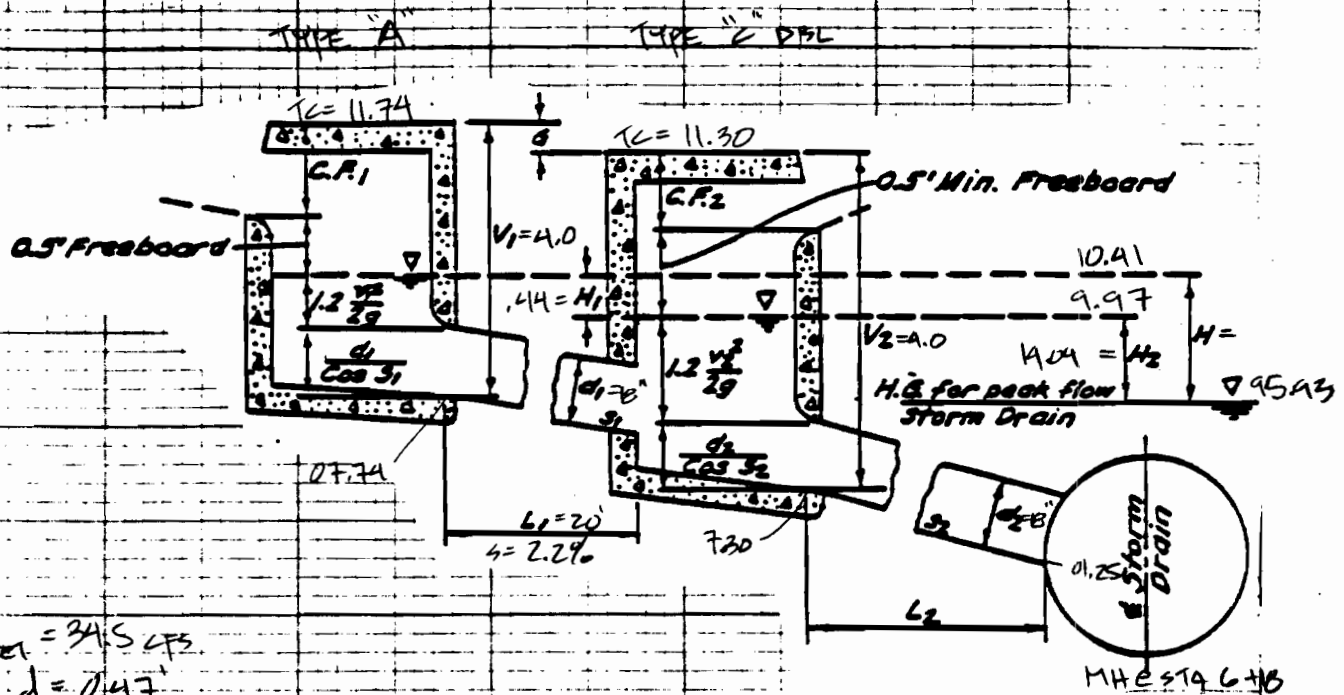 TYPE "A"
TYPE "C" DBL
TC = 11.74
TC = 11.30
C.F.1
C.F.2
0.5' Min. Freeboard
0.5' Freeboard
V1=4.0
10.41
.44 = H1
9.97
1.2 v²/2g
V2=4.0
1.2 v2²/2g
14.04 = H2
H =
d1/Cos S1
d1=18"
S1
H.G. for peak flow
95.93
Storm Drain
d2/Cos S2
07.74
L1 = 20'
s = 2.2%
7.30
S2
d2=18"
01.25
℄ Storm
Drain
L2
= 34.5 cfs
d = 0.47'
MH @ STA 6+